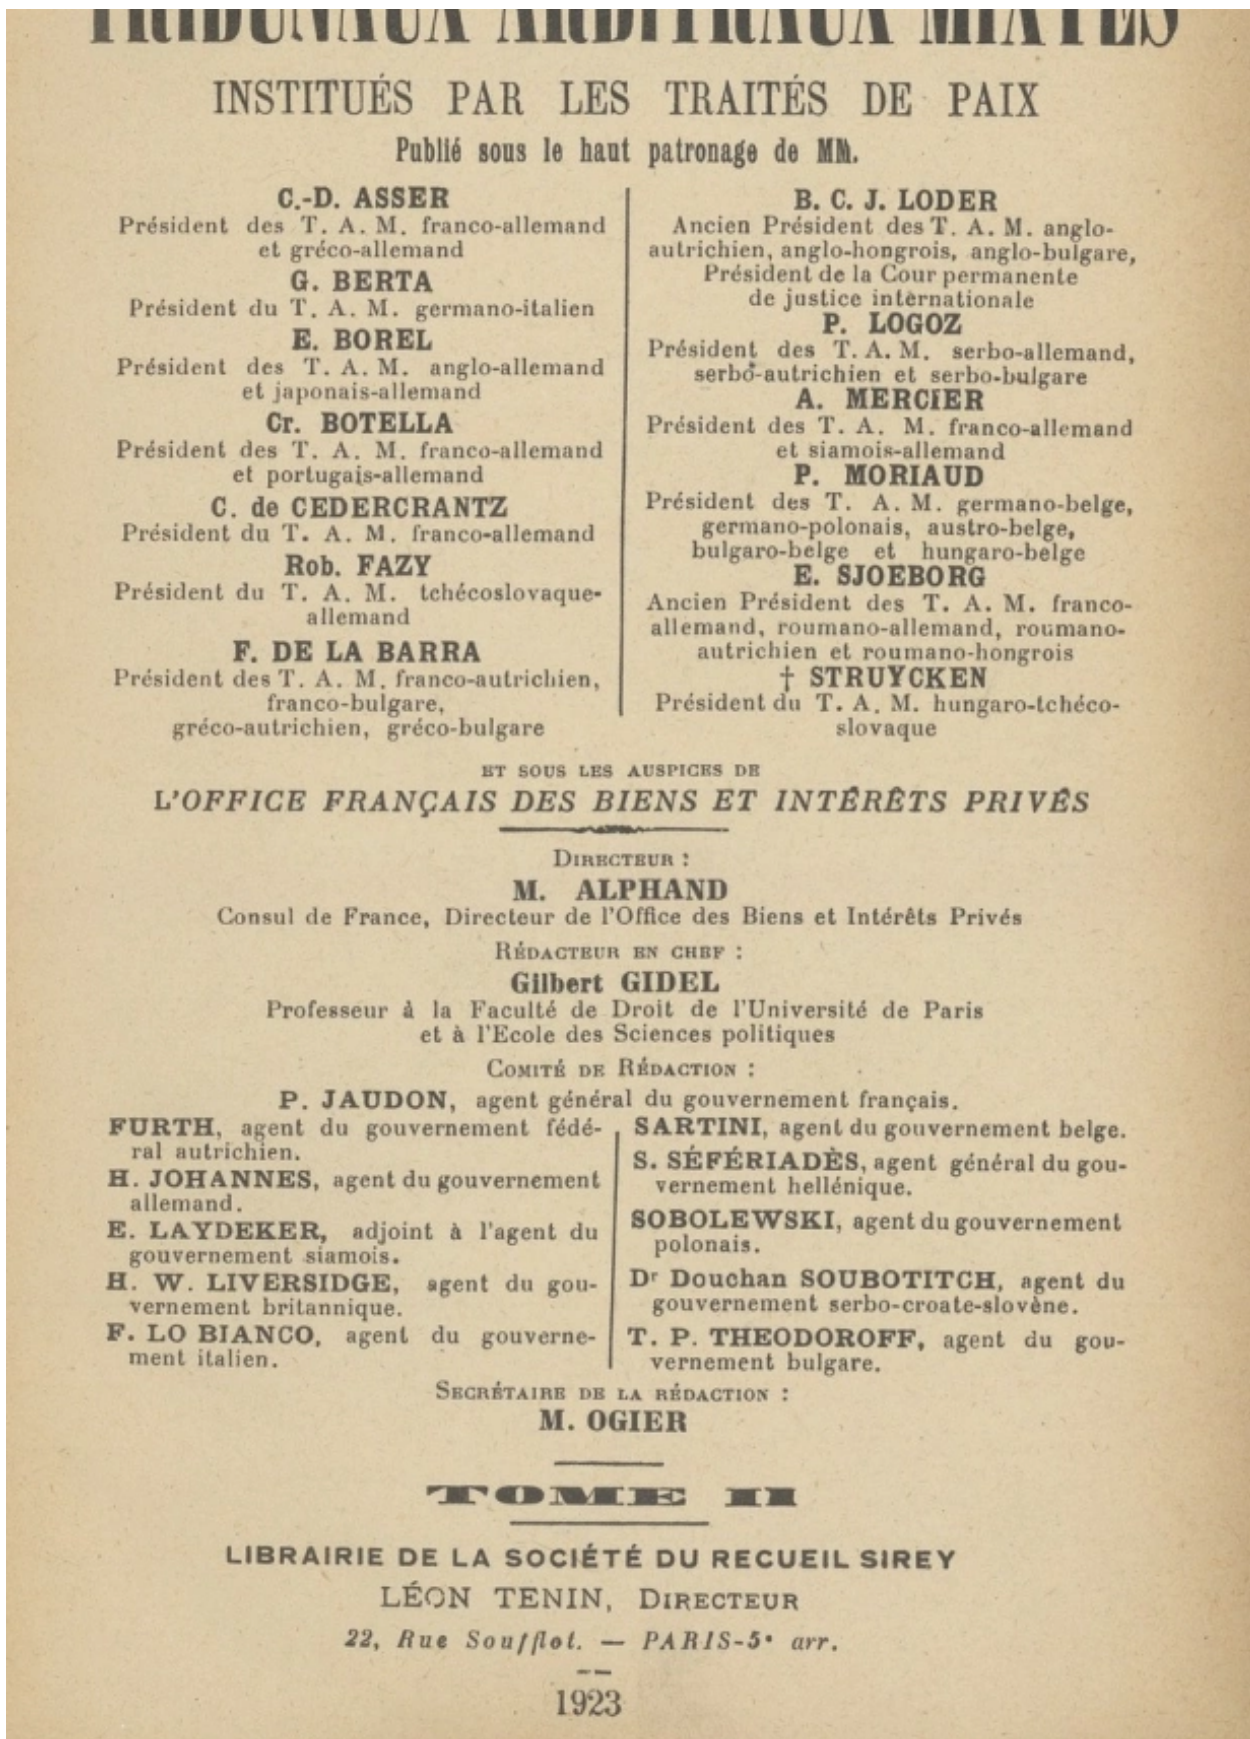 TRIBUNAUX ARBITRAUX MIXTES
INSTITUÉS PAR LES TRAITÉS DE PAIX
Publié sous le haut patronage de MM.
C.-D. ASSER
Président des T. A. M. franco-allemand
et gréco-allemand
G. BERTA
Président du T. A. M. germano-italien
E. BOREL
Président des T. A. M. anglo-allemand
et japonais-allemand
Cr. BOTELLA
Président des T. A. M. franco-allemand
et portugais-allemand
C. de CEDERCRANTZ
Président du T. A. M. franco-allemand
Rob. FAZY
Président du T. A. M. tchécoslovaque-
allemand
F. DE LA BARRA
Président des T. A. M. franco-autrichien,
franco-bulgare,
gréco-autrichien, gréco-bulgare
B. C. J. LODER
Ancien Président des T. A. M. anglo-
autrichien, anglo-hongrois, anglo-bulgare,
Président de la Cour permanente
de justice internationale
P. LOGOZ
Président des T. A. M. serbo-allemand,
serbo-autrichien et serbo-bulgare
A. MERCIER
Président des T. A. M. franco-allemand
et siamois-allemand
P. MORIAUD
Président des T. A. M. germano-belge,
germano-polonais, austro-belge,
bulgaro-belge et hungaro-belge
E. SJOEBORG
Ancien Président des T. A. M. franco-
allemand, roumano-allemand, roumano-
autrichien et roumano-hongrois
† STRUYCKEN
Président du T. A. M. hungaro-tchéco-
slovaque
ET SOUS LES AUSPICES DE
L'OFFICE FRANÇAIS DES BIENS ET INTÉRÊTS PRIVÉS
DIRECTEUR :
M. ALPHAND
Consul de France, Directeur de l'Office des Biens et Intérêts Privés
RÉDACTEUR EN CHEF :
Gilbert GIDEL
Professeur à la Faculté de Droit de l'Université de Paris
et à l'Ecole des Sciences politiques
COMITÉ DE RÉDACTION :
P. JAUDON, agent général du gouvernement français.
FURTH, agent du gouvernement fédé-
ral autrichien.
H. JOHANNES, agent du gouvernement
allemand.
E. LAYDEKER, adjoint à l'agent du
gouvernement siamois.
H. W. LIVERSIDGE, agent du gou-
vernement britannique.
F. LO BIANCO, agent du gouverne-
ment italien.
SARTINI, agent du gouvernement belge.
S. SÉFÉRIADÈS, agent général du gou-
vernement hellénique.
SOBOLEWSKI, agent du gouvernement
polonais.
Dr Douchan SOUBOTITCH, agent du
gouvernement serbo-croate-slovène.
T. P. THEODOROFF, agent du gou-
vernement bulgare.
SECRÉTAIRE DE LA RÉDACTION :
M. OGIER
TOME II
LIBRAIRIE DE LA SOCIÉTÉ DU RECUEIL SIREY
LÉON TENIN, DIRECTEUR
22, Rue Soufflot. — PARIS-5e arr.
1923